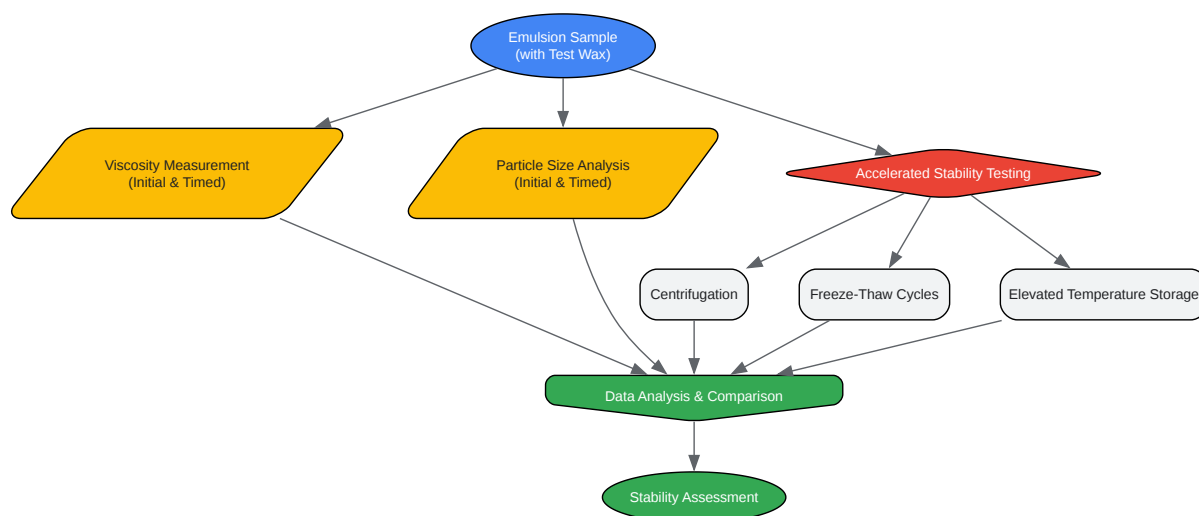 Emulsion Sample
(with Test Wax)
Viscosity Measurement
(Initial & Timed)
Particle Size Analysis
(Initial & Timed)
Accelerated Stability Testing
Centrifugation
Freeze-Thaw Cycles
Elevated Temperature Storage
Data Analysis & Comparison
Stability Assessment